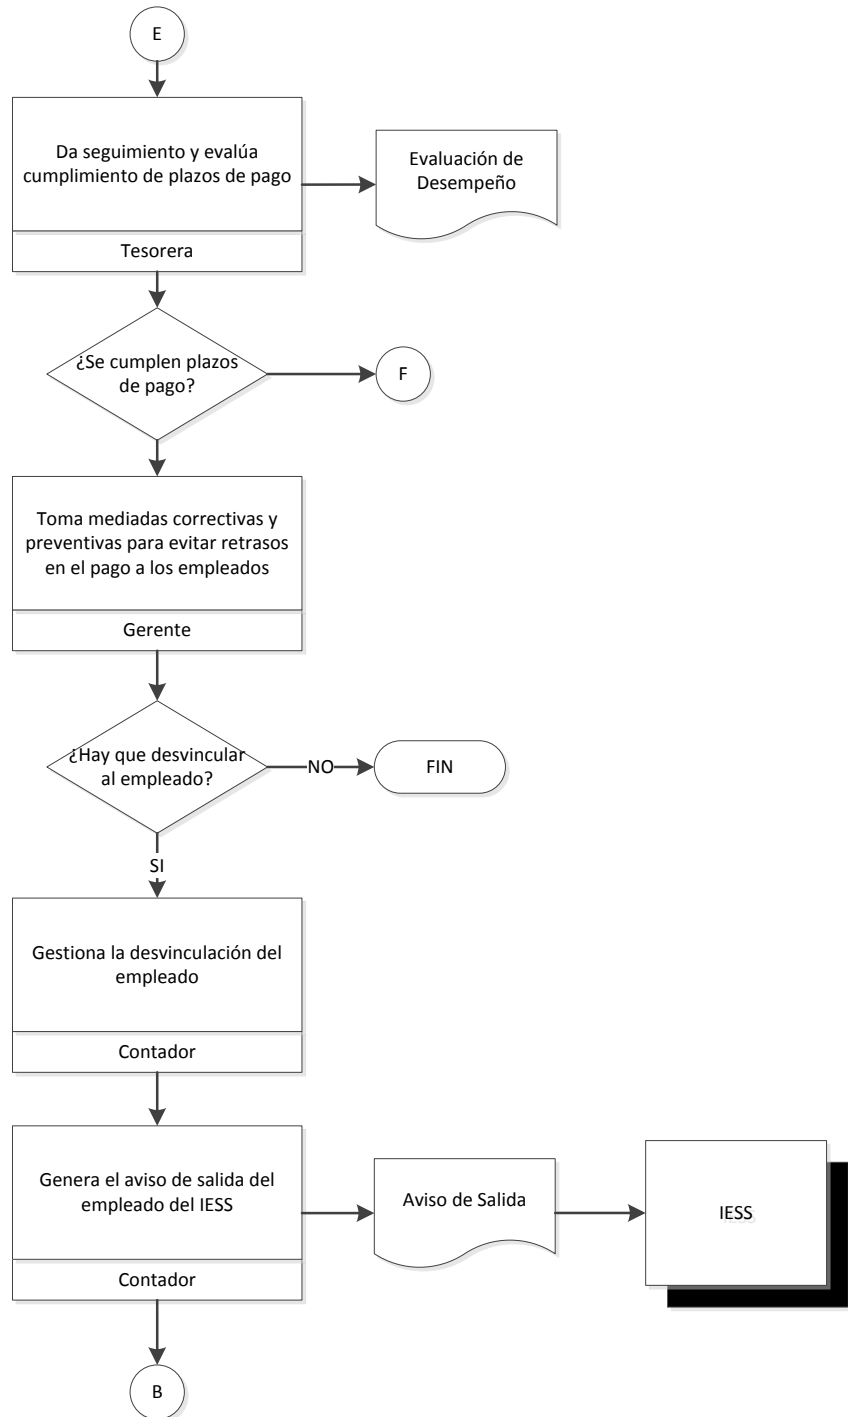 E
Da seguimiento y evalúa
cumplimiento de plazos de pago
Tesorera
Evaluación de
Desempeño
¿Se cumplen plazos
de pago?
F
Toma mediadas correctivas y
preventivas para evitar retrasos
en el pago a los empleados
Gerente
¿Hay que desvincular
al empleado?
NO
FIN
SI
Gestiona la desvinculación del
empleado
Contador
Genera el aviso de salida del
empleado del IESS
Contador
Aviso de Salida
IESS
B